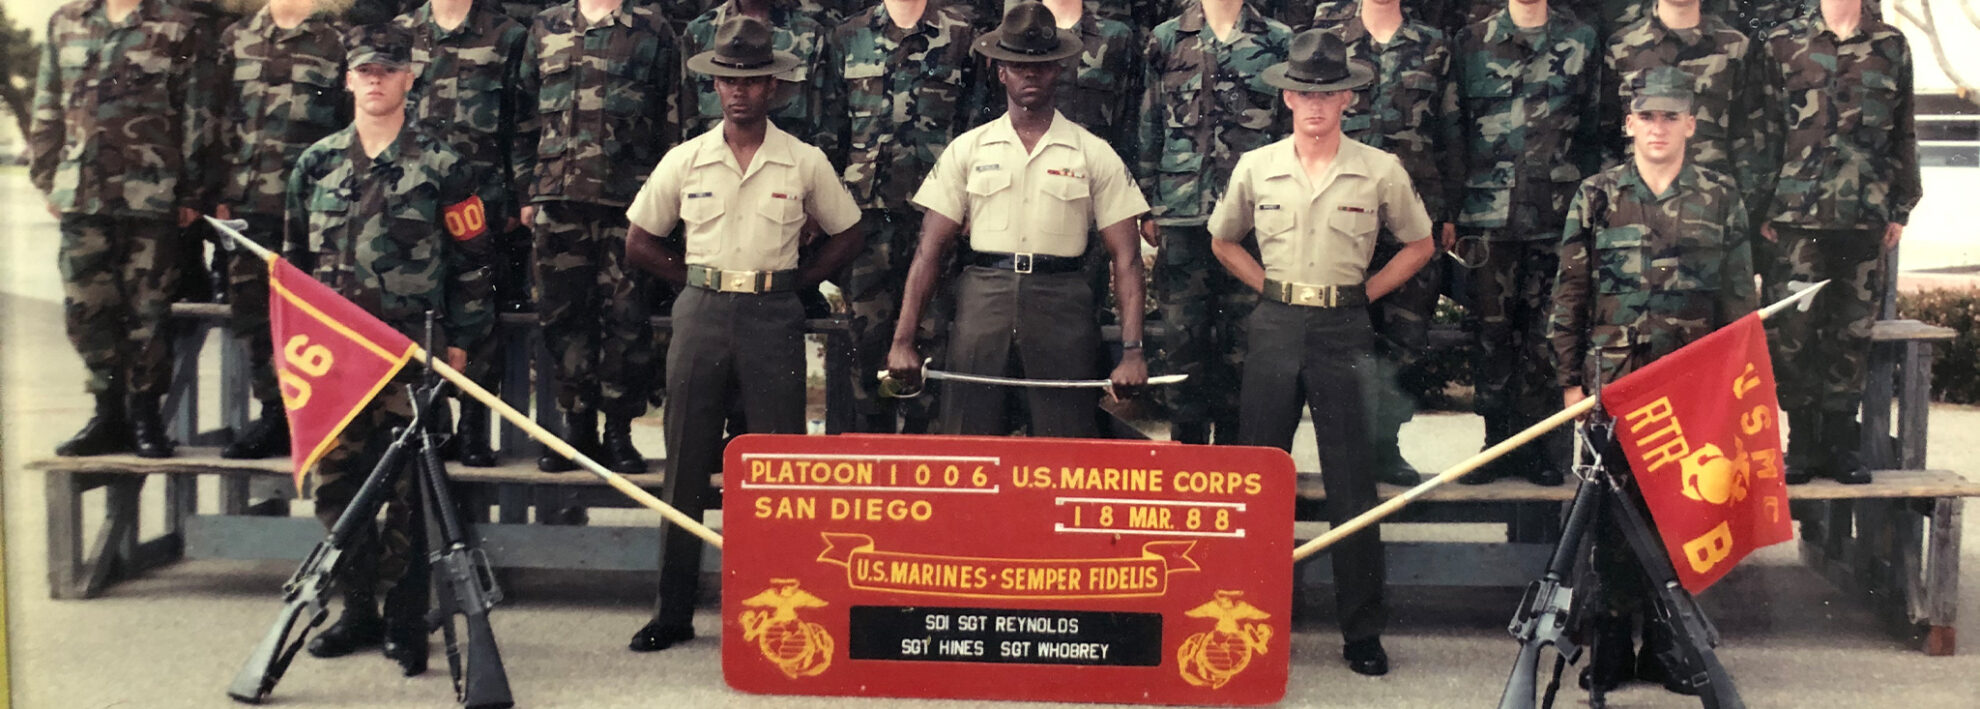 PLATOON 1006 U.S. MARINE CORPS
SAN DIEGO 18 MAR. 88
U.S. MARINES · SEMPER FIDELIS
SDI SGT REYNOLDS
SGT HINES SGT WHOBREY
06
00
USMC
RTR
B